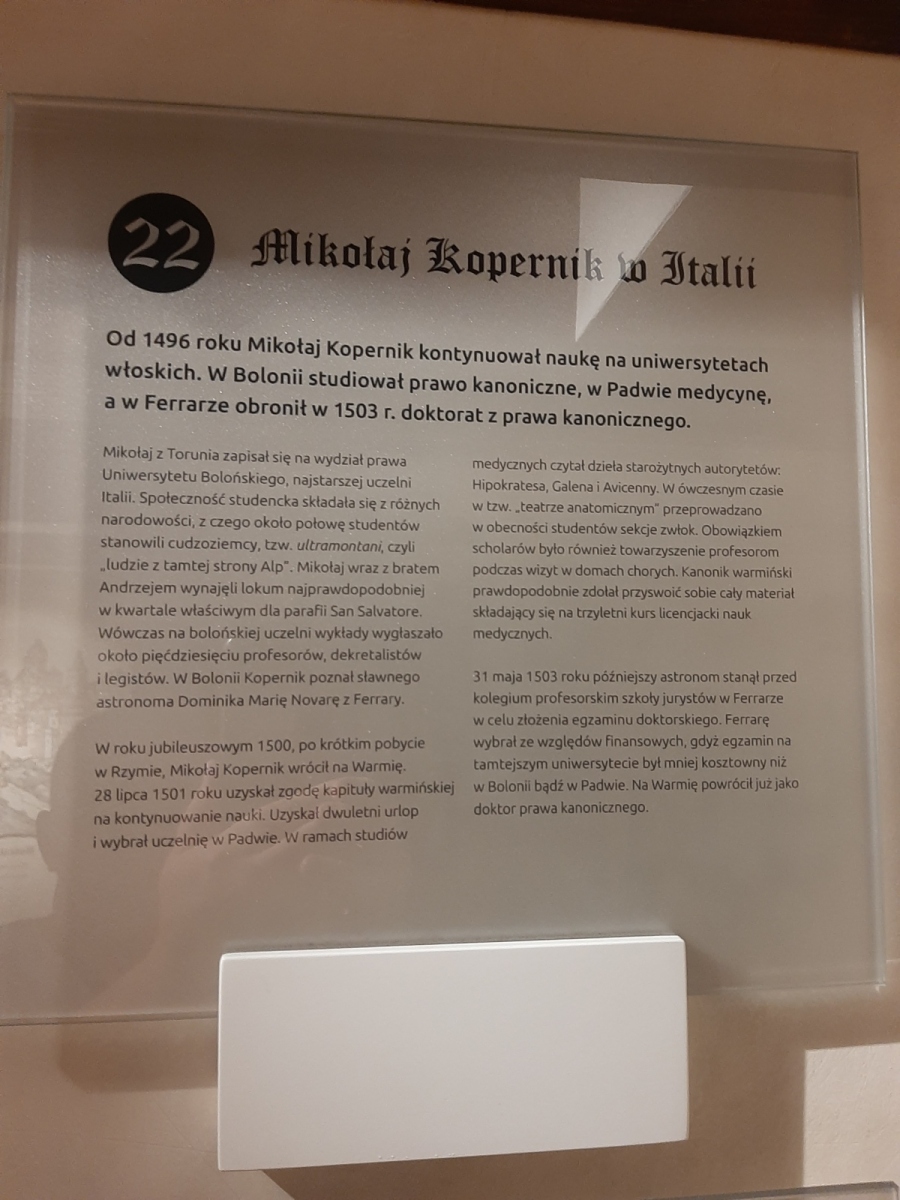 22
Mikołaj Kopernik w Italii
Od 1496 roku Mikołaj Kopernik kontynuował naukę na uniwersytetach
włoskich. W Bolonii studiował prawo kanoniczne, w Padwie medycynę,
a w Ferrarze obronił w 1503 r. doktorat z prawa kanonicznego.
Mikołaj z Torunia zapisał się na wydział prawa
Uniwersytetu Bolońskiego, najstarszej uczelni
Italii. Społeczność studencka składała się z różnych
narodowości, z czego około połowę studentów
stanowili cudzoziemcy, tzw. ultramontani, czyli
„ludzie z tamtej strony Alp”. Mikołaj wraz z bratem
Andrzejem wynajęli lokum najprawdopodobniej
w kwartale właściwym dla parafii San Salvatore.
Wówczas na bolońskiej uczelni wykłady wygłaszało
około pięćdziesięciu profesorów, dekretalistów
i legistów. W Bolonii Kopernik poznał sławnego
astronoma Dominika Marię Novarę z Ferrary.
W roku jubileuszowym 1500, po krótkim pobycie
w Rzymie, Mikołaj Kopernik wrócił na Warmię.
28 lipca 1501 roku uzyskał zgodę kapituły warmińskiej
na kontynuowanie nauki. Uzyskał dwuletni urlop
i wybrał uczelnię w Padwie. W ramach studiów
medycznych czytał dzieła starożytnych autorytetów:
Hipokratesa, Galena i Avicenny. W ówczesnym czasie
w tzw. „teatrze anatomicznym” przeprowadzano
w obecności studentów sekcje zwłok. Obowiązkiem
scholarów było również towarzyszenie profesorom
podczas wizyt w domach chorych. Kanonik warmiński
prawdopodobnie zdołał przyswoić sobie cały materiał
składający się na trzyletni kurs licencjacki nauk
medycznych.
31 maja 1503 roku późniejszy astronom stanął przed
kolegium profesorskim szkoły jurystów w Ferrarze
w celu złożenia egzaminu doktorskiego. Ferrarę
wybrał ze względów finansowych, gdyż egzamin na
tamtejszym uniwersytecie był mniej kosztowny niż
w Bolonii bądź w Padwie. Na Warmię powrócił już jako
doktor prawa kanonicznego.